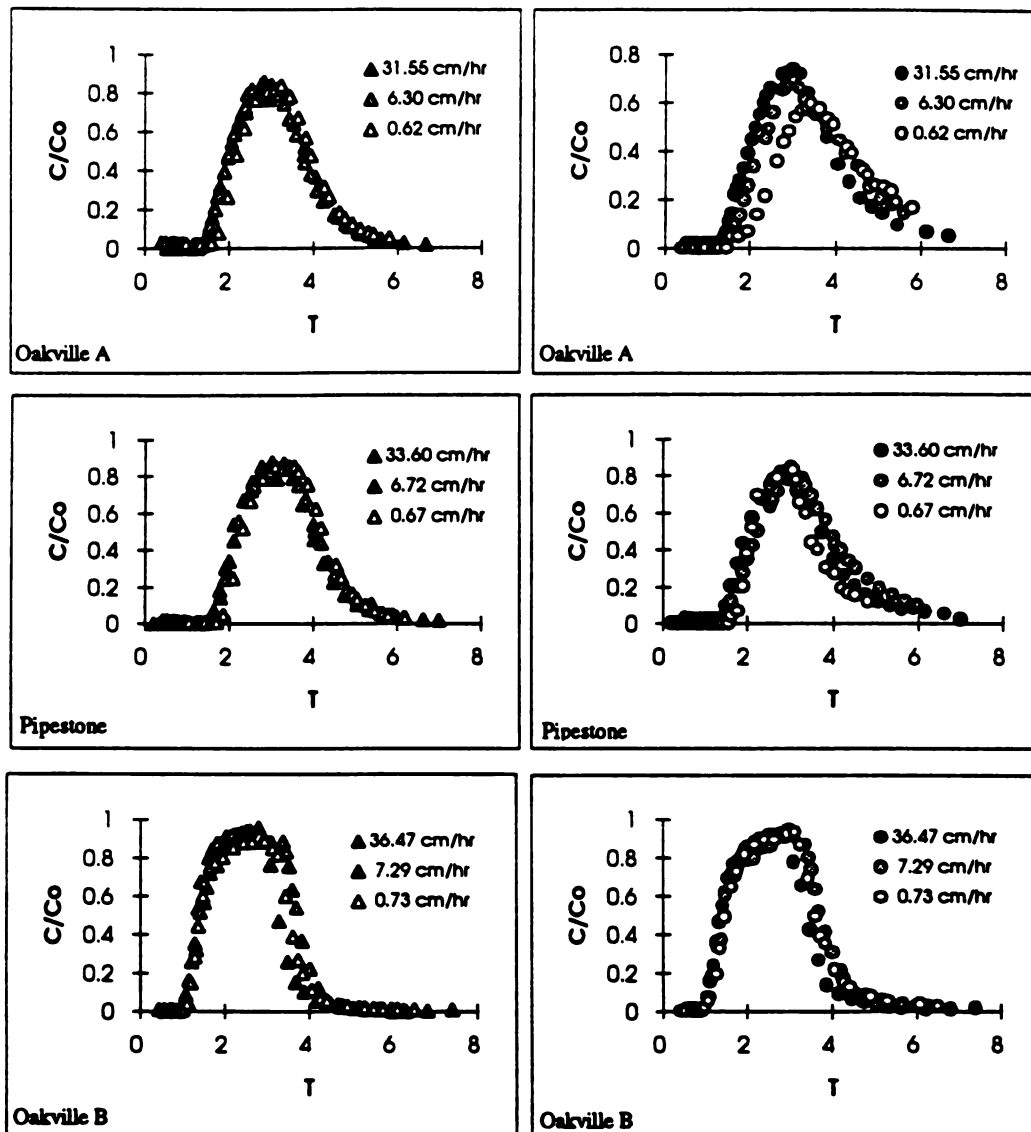 1
0.8
0.6
0.4
0.2
0
C/Co
▲ 31.55 cm/hr
▲ 6.30 cm/hr
△ 0.62 cm/hr
0 2 4 6 8
T
Oakville A
0.8
0.6
0.4
0.2
0
C/Co
● 31.55 cm/hr
● 6.30 cm/hr
○ 0.62 cm/hr
0 2 4 6 8
T
Oakville A
1
0.8
0.6
0.4
0.2
0
C/Co
▲ 33.60 cm/hr
▲ 6.72 cm/hr
△ 0.67 cm/hr
0 2 4 6 8
T
Pipestone
1
0.8
0.6
0.4
0.2
0
C/Co
● 33.60 cm/hr
● 6.72 cm/hr
○ 0.67 cm/hr
0 2 4 6 8
T
Pipestone
1
0.8
0.6
0.4
0.2
0
C/Co
▲ 36.47 cm/hr
▲ 7.29 cm/hr
△ 0.73 cm/hr
0 2 4 6 8
T
Oakville B
1
0.8
0.6
0.4
0.2
0
C/Co
● 36.47 cm/hr
● 7.29 cm/hr
○ 0.73 cm/hr
0 2 4 6 8
T
Oakville B